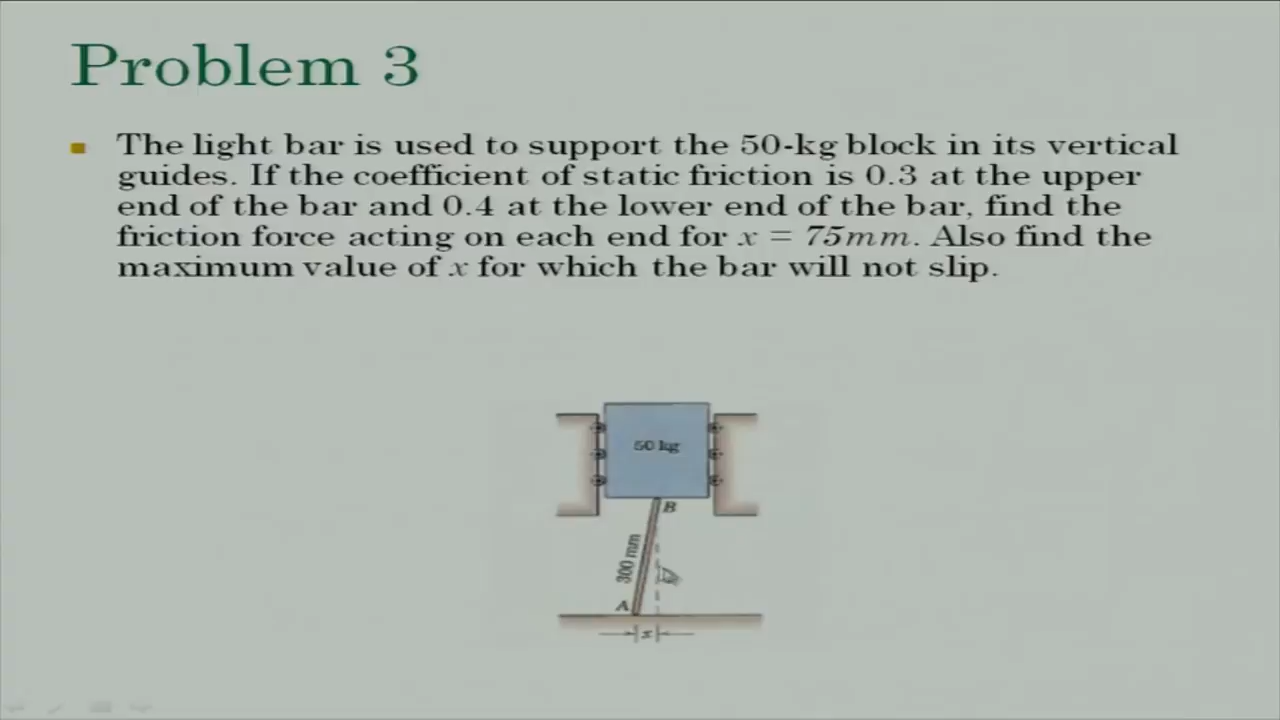 Problem 3
The light bar is used to support the 50-kg block in its vertical
guides. If the coefficient of static friction is 0.3 at the upper
end of the bar and 0.4 at the lower end of the bar, find the
friction force acting on each end for x = 75mm. Also find the
maximum value of x for which the bar will not slip.
50 kg
B
300 mm
A
x